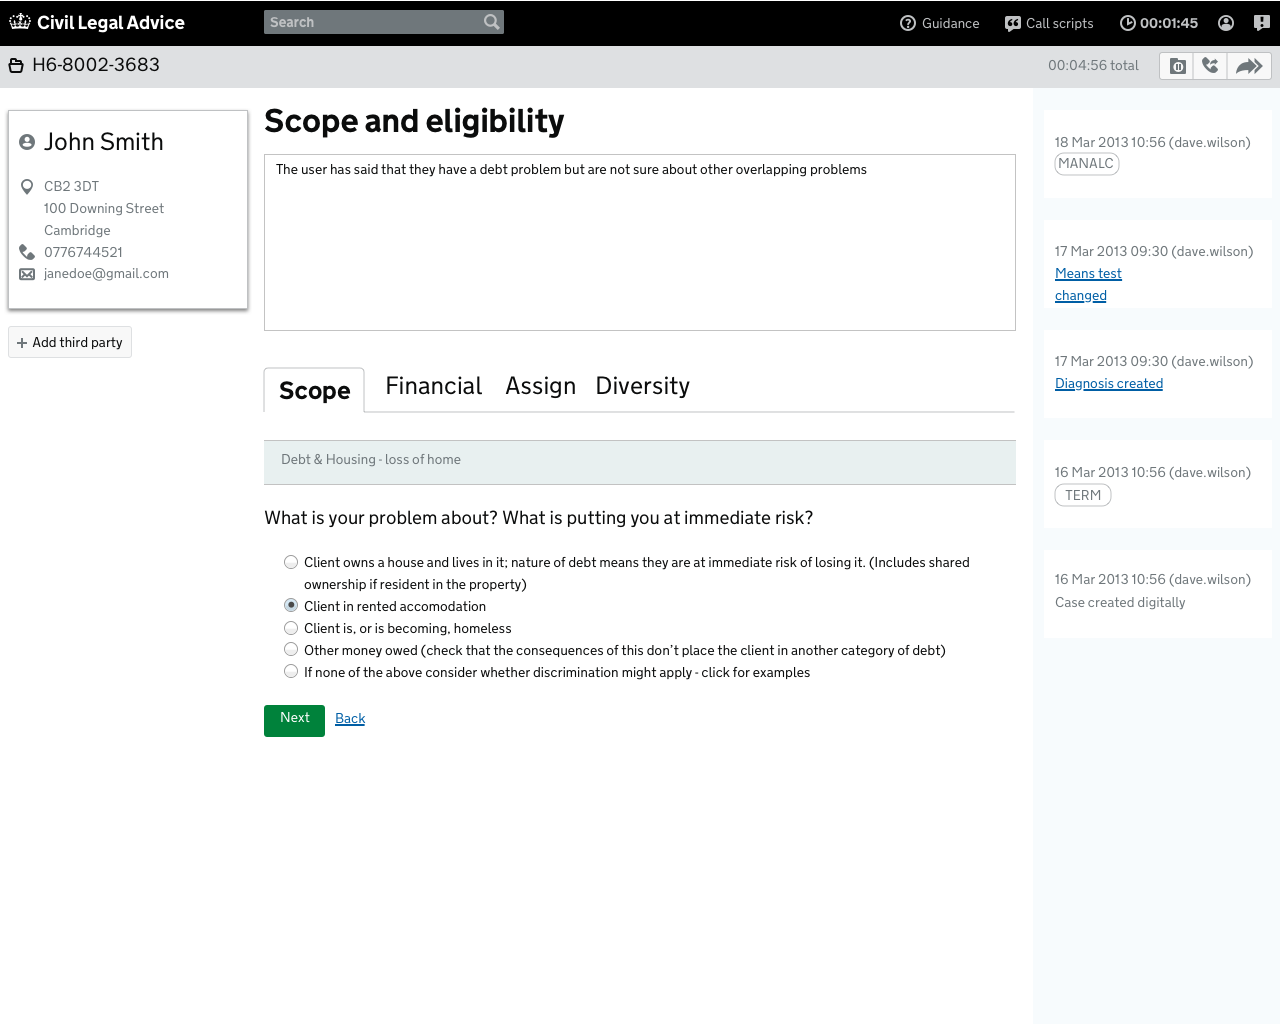 Civil Legal Advice
Search
Guidance
Call scripts
00:01:45
H6-8002-3683
00:04:56 total
John Smith
CB2 3DT
100 Downing Street
Cambridge
0776744521
janedoe@gmail.com
Add third party
Scope and eligibility
The user has said that they have a debt problem but are not sure about other overlapping problems
Scope
Financial
Assign
Diversity
Debt & Housing - loss of home
What is your problem about? What is putting you at immediate risk?
Client owns a house and lives in it; nature of debt means they are at immediate risk of losing it. (Includes shared
ownership if resident in the property)
Client in rented accomodation
Client is, or is becoming, homeless
Other money owed (check that the consequences of this don't place the client in another category of debt)
If none of the above consider whether discrimination might apply - click for examples
Next
Back
18 Mar 2013 10:56 (dave.wilson)
MANALC
17 Mar 2013 09:30 (dave.wilson)
Means test
changed
17 Mar 2013 09:30 (dave.wilson)
Diagnosis created
16 Mar 2013 10:56 (dave.wilson)
TERM
16 Mar 2013 10:56 (dave.wilson)
Case created digitally